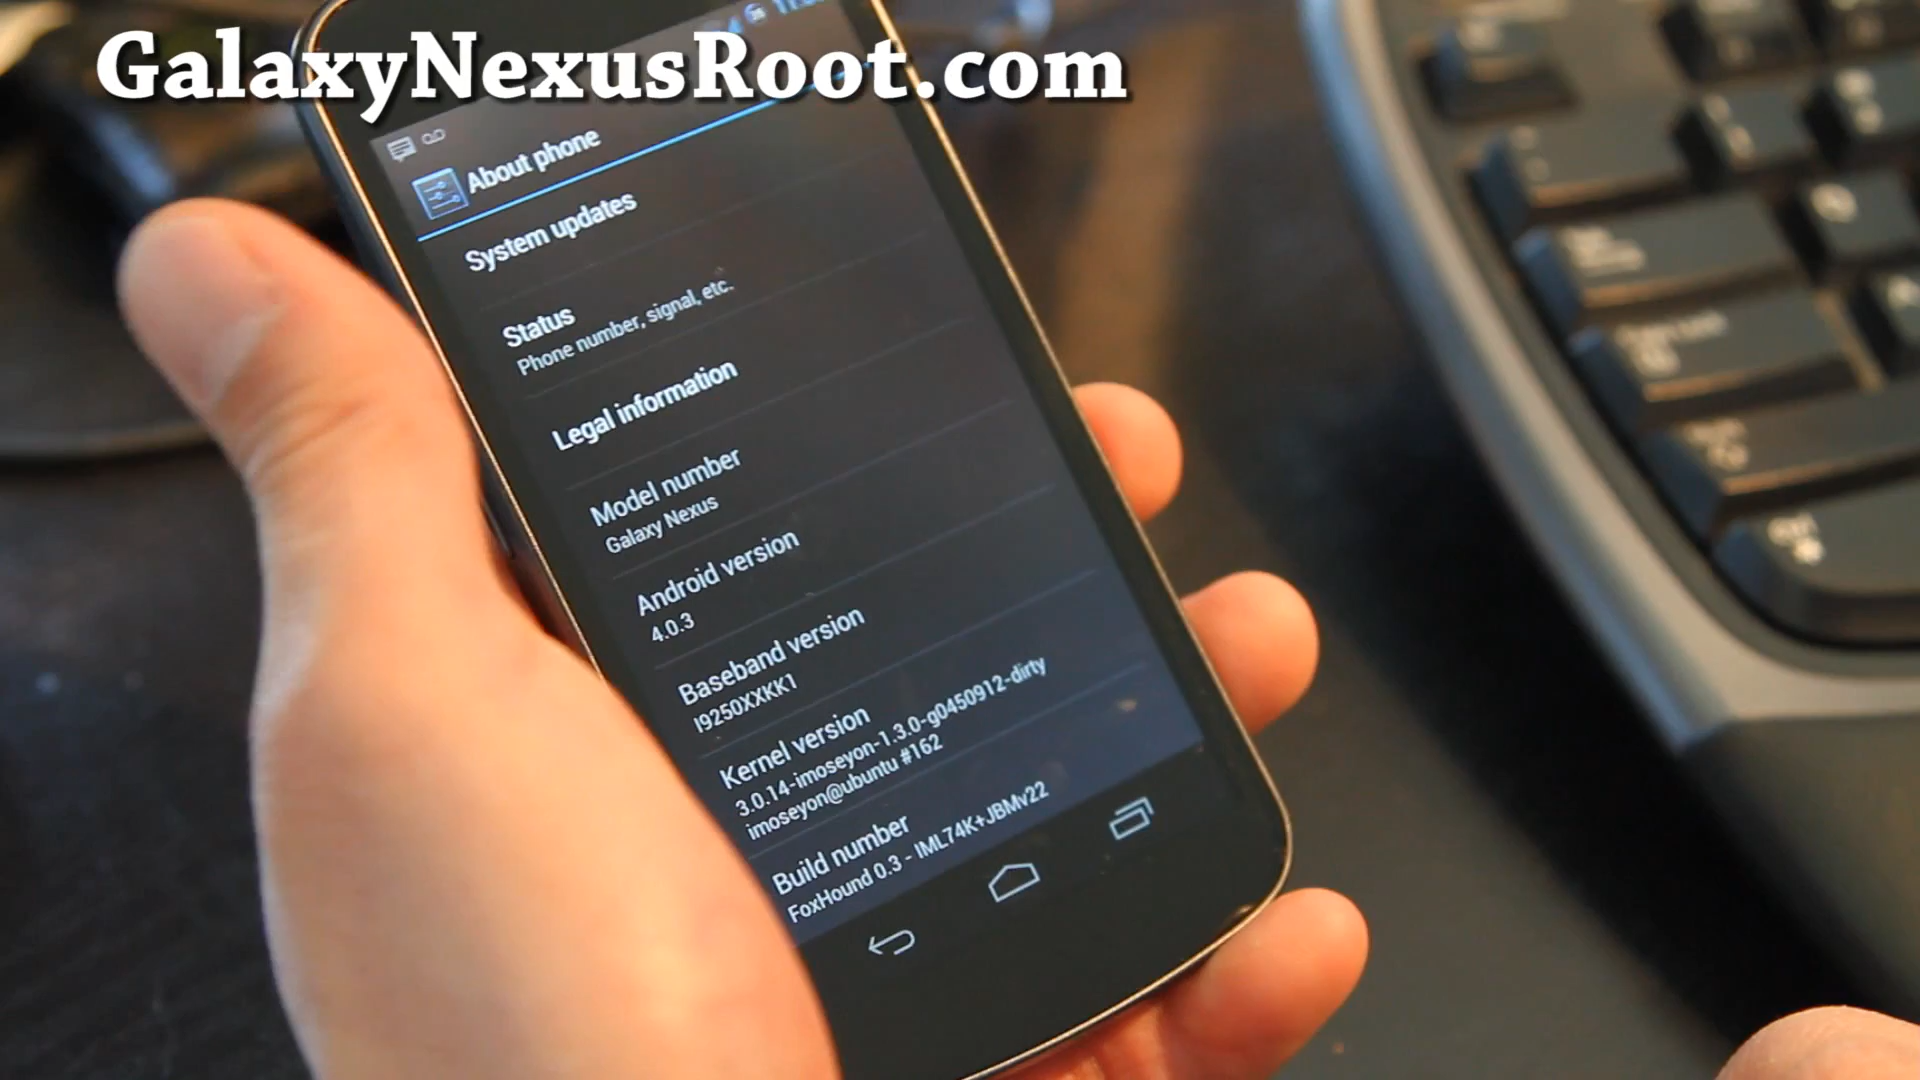 GalaxyNexusRoot.com
About phone
System updates
Status
Phone number, signal, etc.
Legal information
Model number
Galaxy Nexus
Android version
4.0.3
Baseband version
I9250XXKK1
Kernel version
3.0.14-imoseyon-1.3.0-g0450912-dirty
imoseyon@ubuntu #162
Build number
FoxHound 0.3 - IML74K+JBMv22